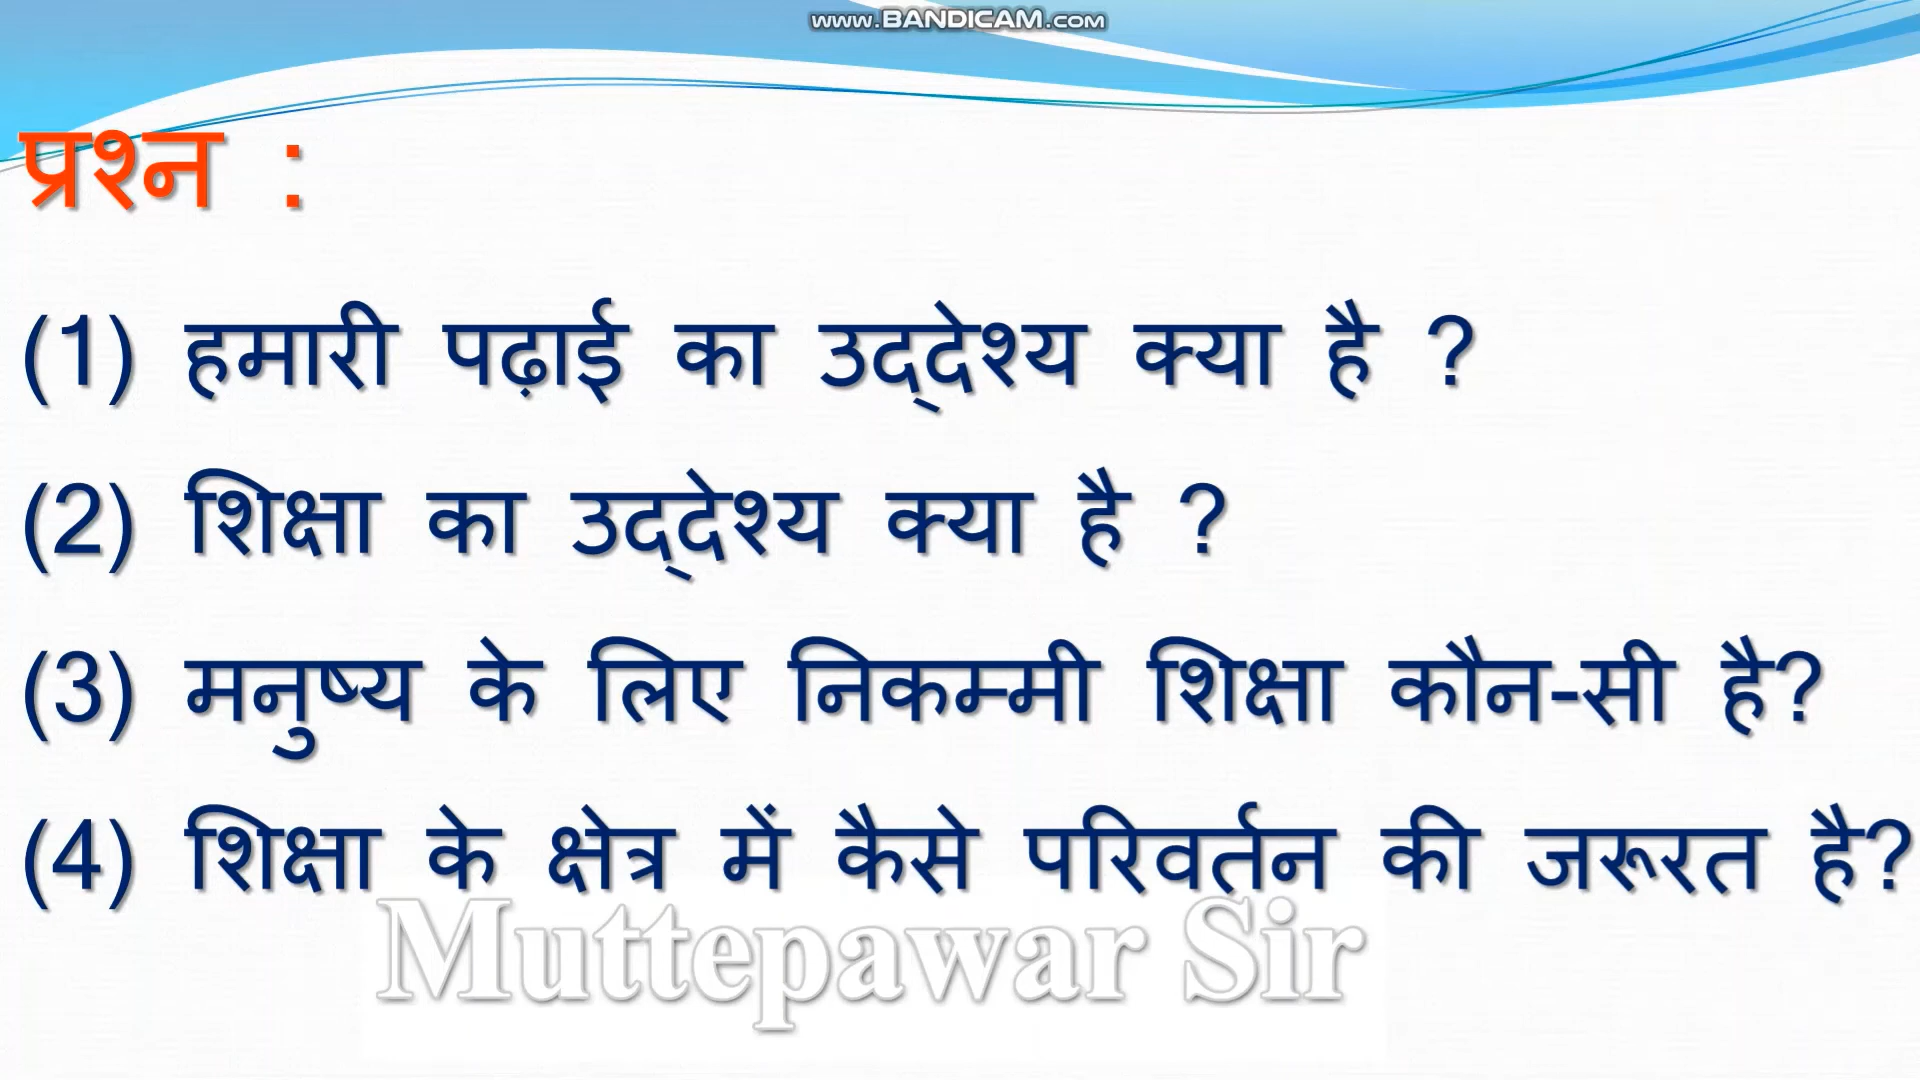 www.BANDICAM.com
प्रश्न :
(1) हमारी पढ़ाई का उद्‌देश्य क्या है ?
(2) शिक्षा का उद्‌देश्य क्या है ?
(3) मनुष्य के लिए निकम्मी शिक्षा कौन-सी है?
(4) शिक्षा के क्षेत्र में कैसे परिवर्तन की जरूरत है?
Muttepawar Sir